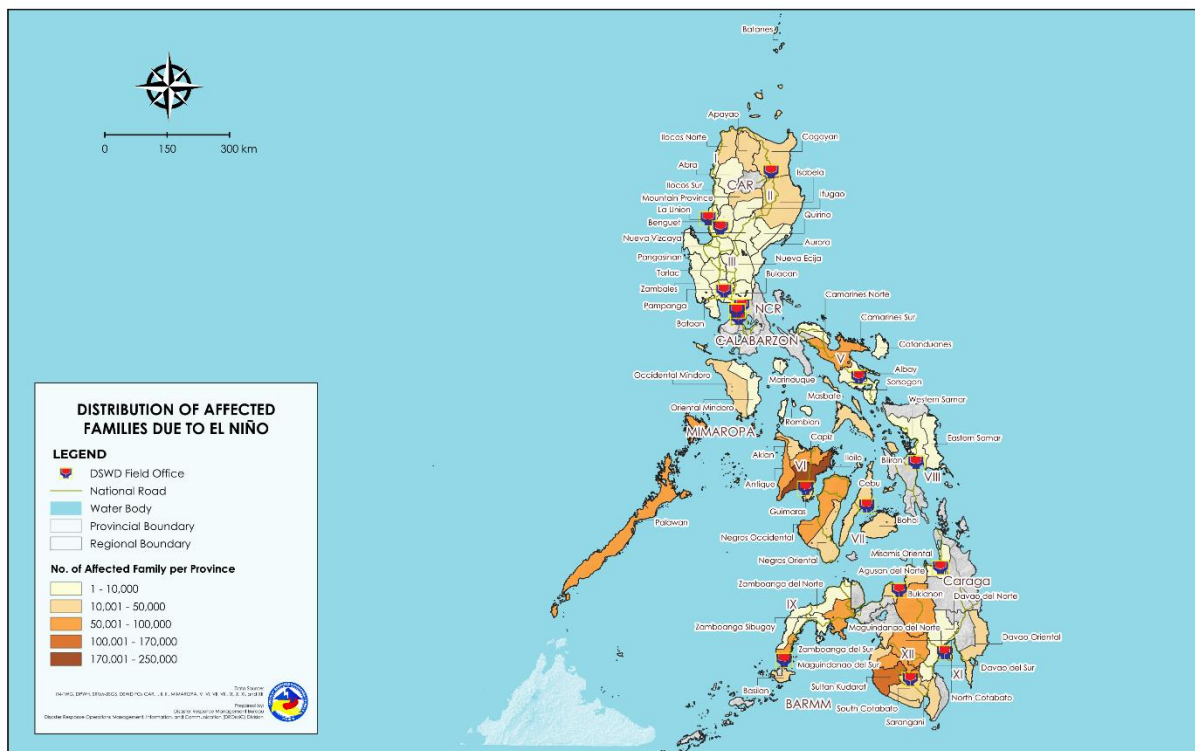 Batanes
0 150 300 km
Apayao
Ilocos Norte
Cagayan
I
Abra
Isabela
CAR
Ilocos Sur
II
Ifugao
Mountain Province
La Union
Benguet
Quirino
Nueva Vizcaya
Aurora
Pangasinan
III
Nueva Ecija
Tarlac
Bulacan
Zambales
Pampanga
Camarines Norte
NCR
Bataan
Camarines Sur
CALABARZON
Catanduanes
V
Albay
Occidental Mindoro
Marinduque
Sorsogon
Masbate
Western Samar
Oriental Mindoro
Romblon
MIMAROPA
Capiz
Eastern Samar
Aklan
Iloilo
VI
Biliran
VIII
Antique
Cebu
Guimaras
Palawan
Bohol
Negros Occidental
VII
Negros Oriental
Misamis Oriental
Agusan del Norte
Zamboanga del Norte
Caraga
Bukidnon
Davao del Norte
IX
Zamboanga Sibugay
Maguindanao del Norte
Davao Oriental
Zamboanga del Sur
XII
Maguindanao del Sur
XI
Davao del Sur
Basilan
Sultan Kudarat
North Cotabato
BARMM
South Cotabato
Sarangani
DISTRIBUTION OF AFFECTED
FAMILIES DUE TO EL NIÑO
LEGEND
DSWD Field Office
National Road
Water Body
Provincial Boundary
Regional Boundary
No. of Affected Family per Province
1 - 10,000
10,001 - 50,000
50,001 - 100,000
100,001 - 170,000
170,001 - 250,000
Data Source:
Prepared by:
Disaster Response Management Bureau
Disaster Response Operations Management, Information, and Communication (DROMIC) Division